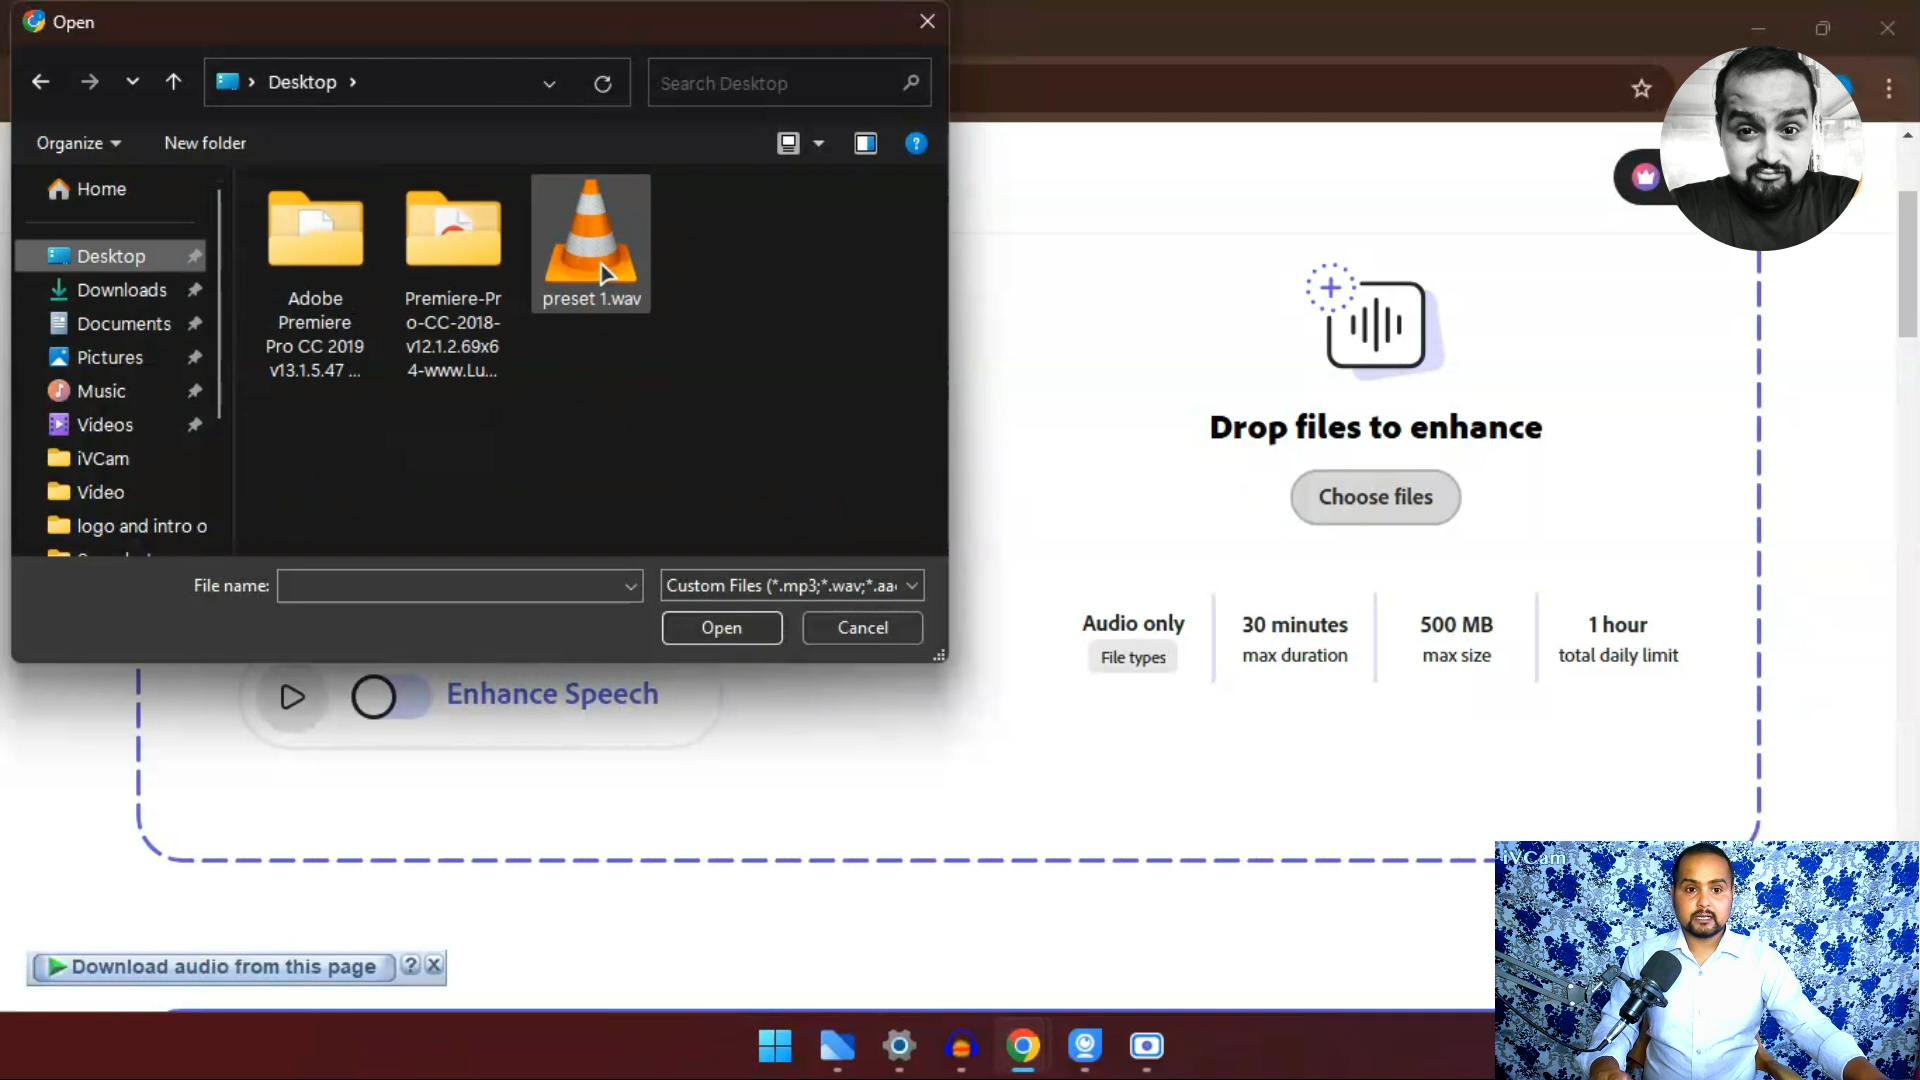 Open
Desktop
Search Desktop
Organize
New folder
Home
Desktop
Downloads
Documents
Pictures
Music
Videos
iVCam
Video
logo and intro o
Adobe
Premiere
Pro CC 2019
v13.1.5.47 ...
Premiere-Pr
o-CC-2018-
v12.1.2.69x6
4-www.Lu...
preset 1.wav
File name:
Custom Files (*.mp3;*.wav;*.aa
Open
Cancel
Drop files to enhance
Choose files
Audio only
File types
30 minutes
max duration
500 MB
max size
1 hour
total daily limit
Enhance Speech
Download audio from this page
?
X
iVCam